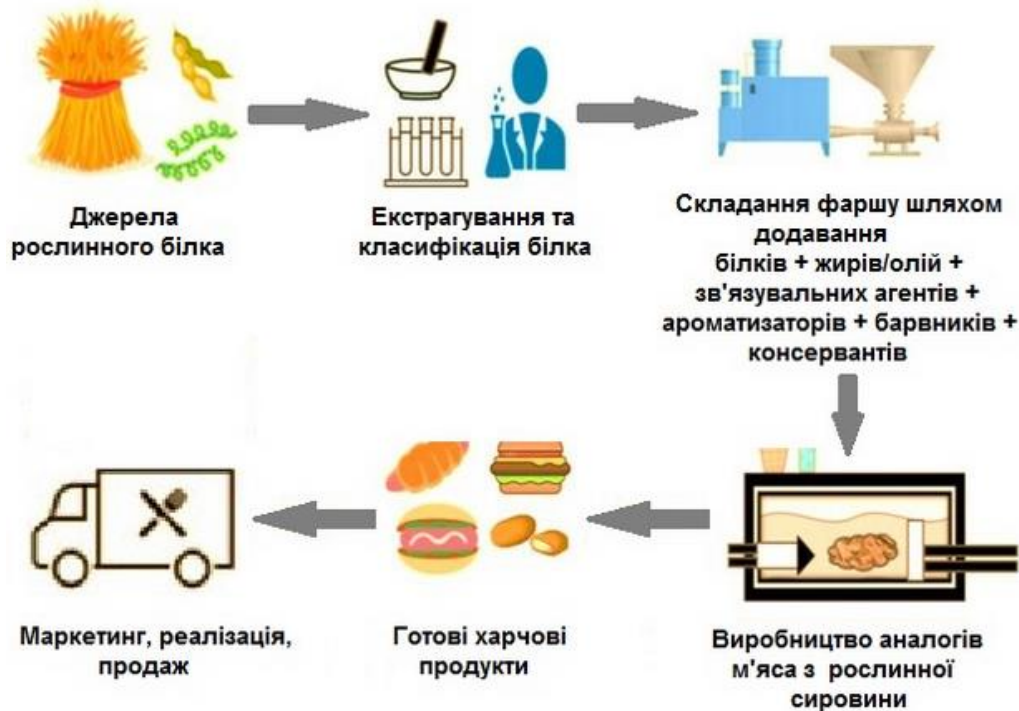 Джерела
рослинного білка
Екстрагування та
класифікація білка
Складання фаршу шляхом
додавання
білків + жирів/олій +
зв'язувальних агентів +
ароматизаторів + барвників +
консервантів
Маркетинг, реалізація,
продаж
Готові харчові
продукти
Виробництво аналогів
м'яса з рослинної
сировини